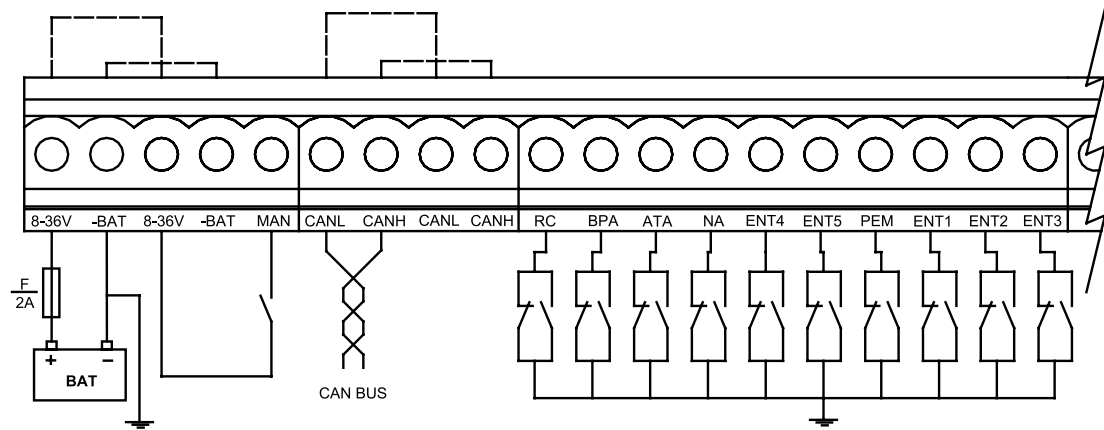 8-36V -BAT 8-36V -BAT MAN CANL CANH CANL CANH RC BPA ATA NA ENT4 ENT5 PEM ENT1 ENT2 ENT3
F
2A
+ −
BAT
CAN BUS